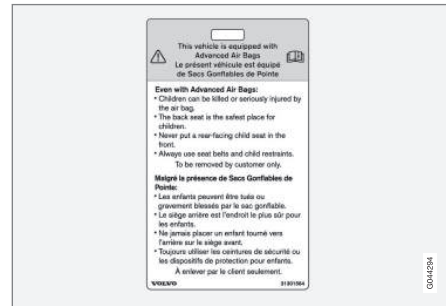 This vehicle is equipped with
Advanced Air Bags
Le présent véhicule est équipé
de Sacs Gonflables de Pointe
Even with Advanced Air Bags:
• Children can be killed or seriously injured by
the air bag.
• The back seat is the safest place for
children.
• Never put a rear-facing child seat in the
front.
• Always use seat belts and child restraints.
To be removed by customer only.
Malgré la présence de Sacs Gonflables de
Pointe:
• Les enfants peuvent être tués ou
gravement blessés par le sac gonflable.
• Le siège arrière est l'endroit le plus sûr pour
les enfants.
• Ne jamais placer un enfant tourné vers
l'arrière sur le siège avant.
• Toujours utiliser les ceintures de sécurité ou
les dispositifs de protection pour enfants.
À enlever par le client seulement.
VOLVO
G044294